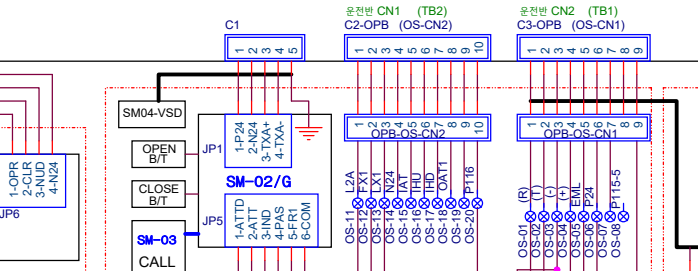 운전반 CN1 (TB2)
운전반 CN2 (TB1)
C1
C2-OPB (OS-CN2)
C3-OPB (OS-CN1)
1 2 3 4 5
1 2 3 4 5 6 7 8 9 10
1 2 3 4 5 6 7 8 9
SM04-VSD
OPEN
B/T
CLOSE
B/T
SM-03
CALL
JP1
1-P24
2-N24
3-TXA+
4-TXA-
SM-02/G
JP5
1-ATTD
2-ATT
3-IND
4-PAS
5-FR1
6-COM
1-OPR
2-CLK
3-NUD
4-N24
JP6
1 2 3 4 5 6 7 8 9 10
OPB-OS-CN2
1 2 3 4 5 6 7 8 9
OPB-OS-CN1
OS-11 L2A
OS-12 FX1
OS-13 LX1
OS-14 N24
OS-15 IAT
OS-16 IHU
OS-17 IHD
OS-18 OAT1
OS-19
OS-20 P116
OS-01 (R)
OS-02 (T)
OS-03 (-)
OS-04 (+)
OS-05 EML
OS-06 P24
OS-07
OS-08 P115-5